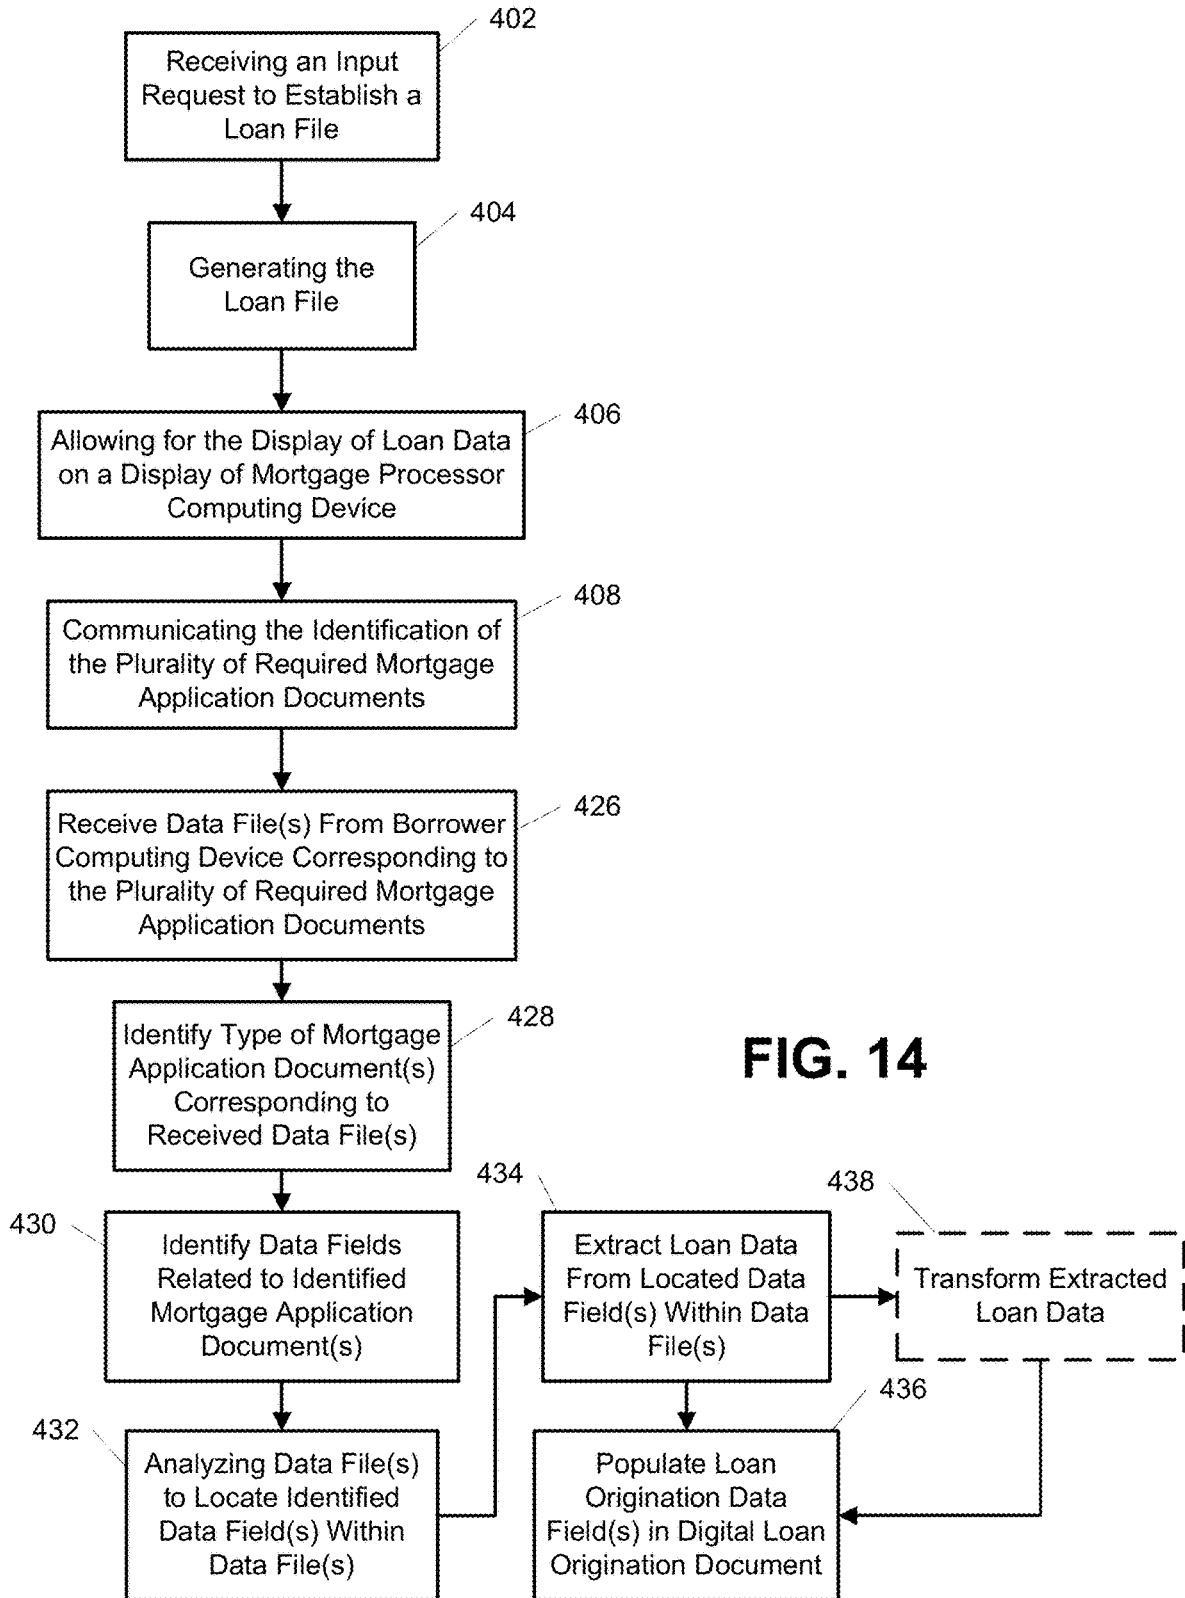 402
Receiving an Input
Request to Establish a
Loan File
404
Generating the
Loan File
406
Allowing for the Display of Loan Data
on a Display of Mortgage Processor
Computing Device
408
Communicating the Identification of
the Plurality of Required Mortgage
Application Documents
426
Receive Data File(s) From Borrower
Computing Device Corresponding to
the Plurality of Required Mortgage
Application Documents
428
Identify Type of Mortgage
Application Document(s)
Corresponding to
Received Data File(s)
FIG. 14
430
Identify Data Fields
Related to Identified
Mortgage Application
Document(s)
432
Analyzing Data File(s)
to Locate Identified
Data Field(s) Within
Data File(s)
434
Extract Loan Data
From Located Data
Field(s) Within Data
File(s)
438
Transform Extracted
Loan Data
436
Populate Loan
Origination Data
Field(s) in Digital Loan
Origination Document